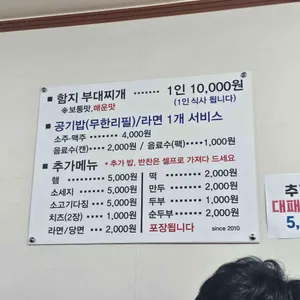 ■ 함지 부대찌개 ------ 1인 10,000원
※보통맛,매운맛 (1인 식사 됩니다)
■ 공기밥(무한리필)/라면 1개 서비스
소주·맥주 ······ 4,000원
음료수(캔) ······ 2,000원 / 음료수(팩) ······1,000원
■ 추가메뉴 * 추가 밥, 반찬은 셀프로 가져다 드세요
햄 ········· 5,000원 떡 ········· 2,000원
소세지 ······ 5,000원 만두 ······· 2,000원
소고기다짐 ···· 5,000원 두부 ······· 1,000원
치즈(2장) ······ 1,000원 순두부 ······ 2,000원
라면/당면 ····· 2,000원 포장됩니다 since 2010
추
대패
5,